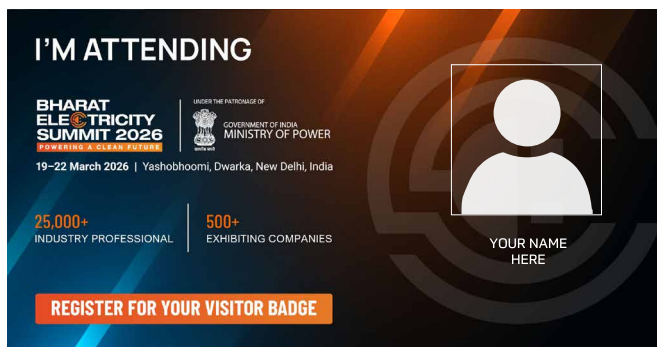 I'M ATTENDING
BHARAT
ELECTRICITY
SUMMIT 2026
POWERING A CLEAN FUTURE
UNDER THE PATRONAGE OF
GOVERNMENT OF INDIA
MINISTRY OF POWER
19–22 March 2026 | Yashobhoomi, Dwarka, New Delhi, India
25,000+
INDUSTRY PROFESSIONAL
500+
EXHIBITING COMPANIES
YOUR NAME
HERE
REGISTER FOR YOUR VISITOR BADGE